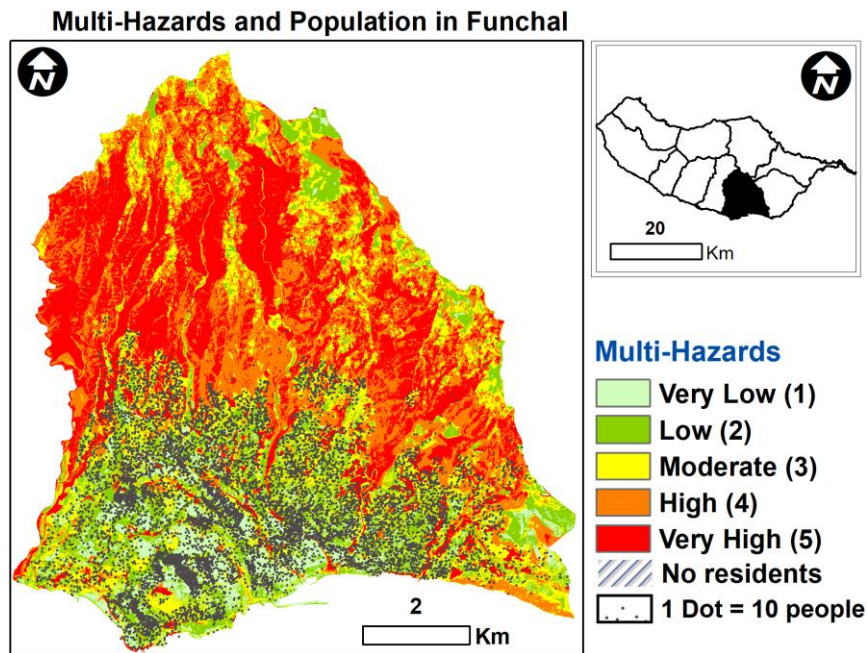 Multi-Hazards and Population in Funchal
N
N
20
Km
Multi-Hazards
Very Low (1)
Low (2)
Moderate (3)
High (4)
Very High (5)
No residents
1 Dot = 10 people
2
Km